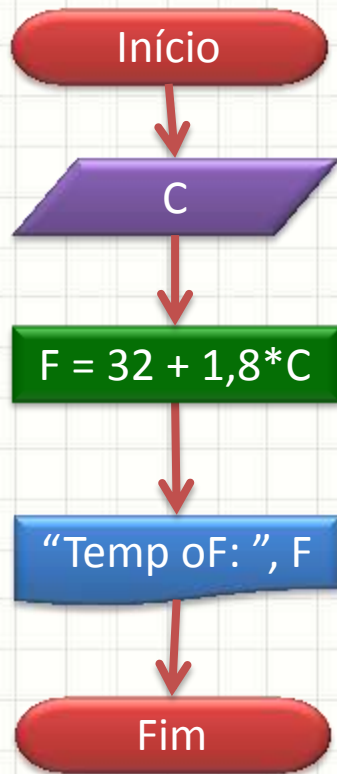 Início
C
F = 32 + 1,8*C
“Temp oF: ”, F
Fim